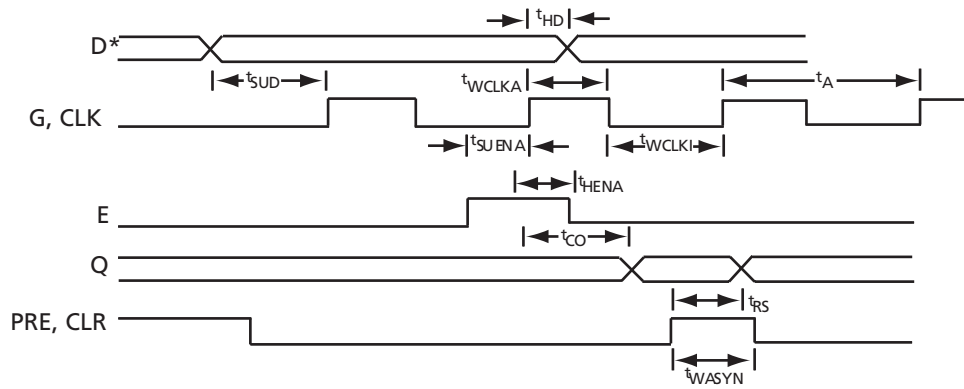 tHD
D*
tSUD
tWCLKA
tA
G, CLK
tSUENA
tWCLKI
tHENA
E
tCO
Q
tRS
PRE, CLR
tWASYN